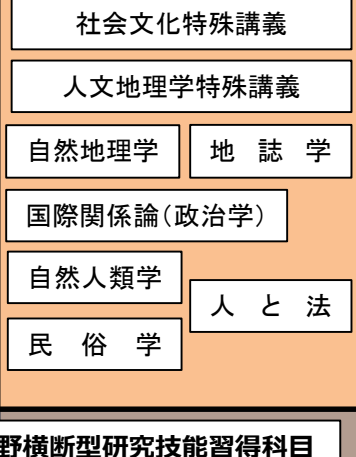 社会文化特殊講義
人文地理学特殊講義
自然地理学
地誌学
国際関係論(政治学)
自然人類学
人と法
民俗学
野横断型研究技能習得科目